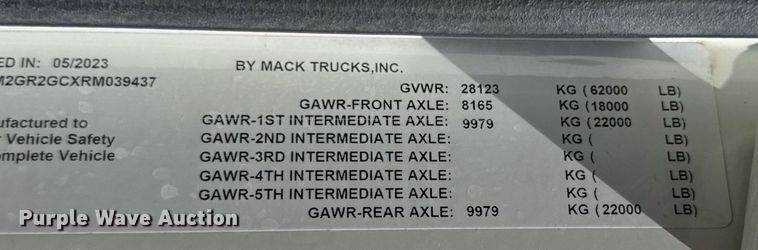 ED IN: 05/2023 BY MACK TRUCKS,INC.
M2GR2GCXRM039437
GVWR: 28123 KG ( 62000 LB)
GAWR-FRONT AXLE: 8165 KG ( 18000 LB)
nufactured to GAWR-1ST INTERMEDIATE AXLE: 9979 KG ( 22000 LB)
r Vehicle Safety GAWR-2ND INTERMEDIATE AXLE: KG ( LB)
omplete Vehicle GAWR-3RD INTERMEDIATE AXLE: KG ( LB)
GAWR-4TH INTERMEDIATE AXLE: KG ( LB)
GAWR-5TH INTERMEDIATE AXLE: KG ( LB)
GAWR-REAR AXLE: 9979 KG ( 22000 LB)
Purple Wave Auction